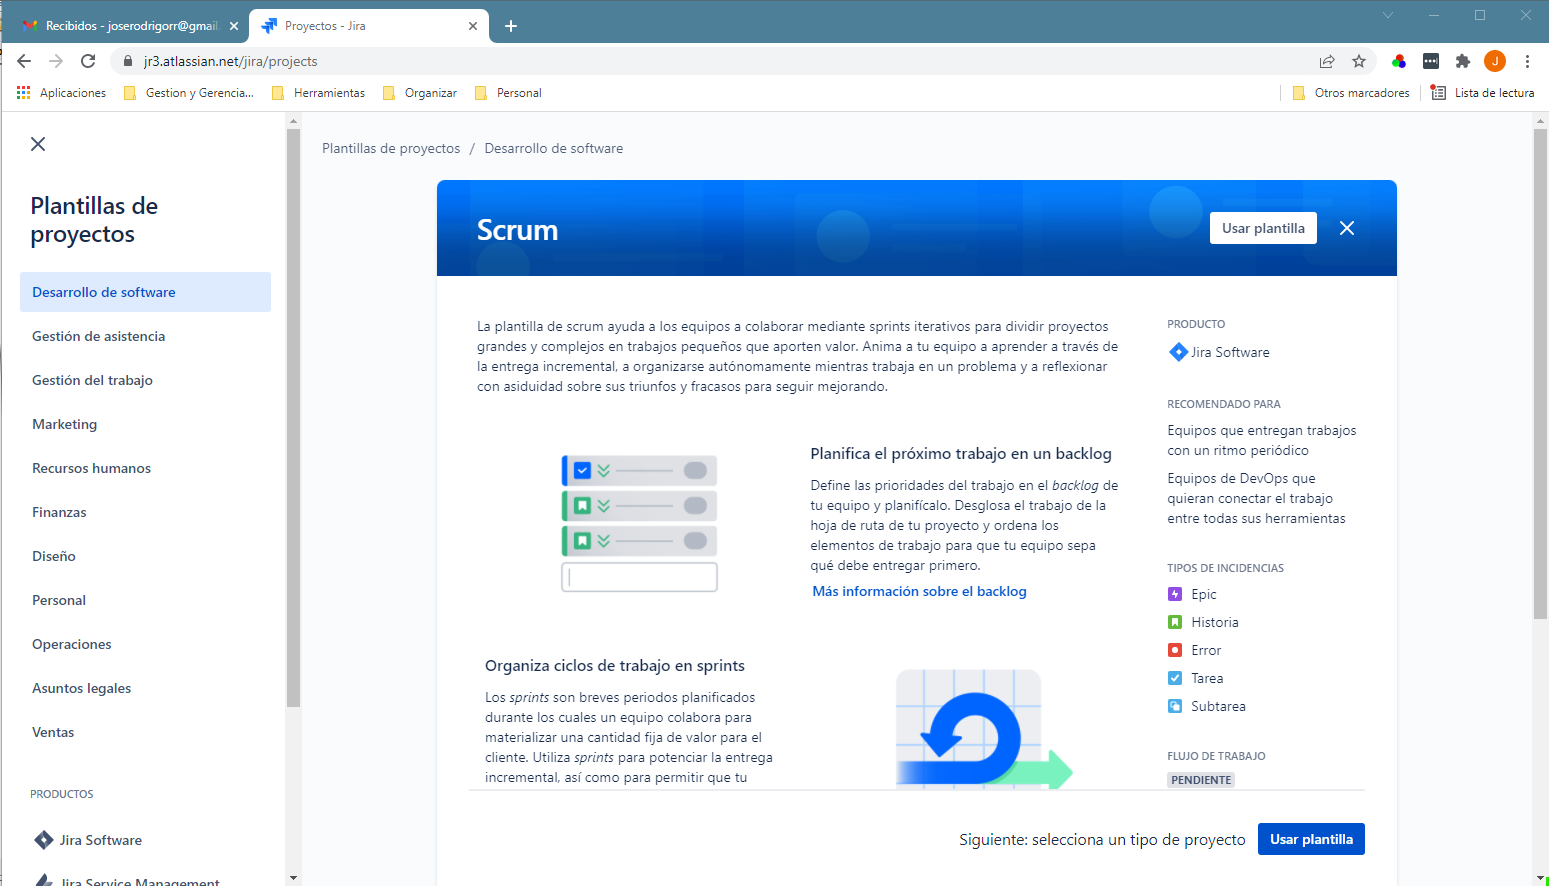 Recibidos - joserodrigorr@gmail.
Proyectos - Jira
jr3.atlassian.net/jira/projects
J
Aplicaciones
Gestion y Gerencia...
Herramientas
Organizar
Personal
Otros marcadores
Lista de lectura
Plantillas de
proyectos
Desarrollo de software
Gestión de asistencia
Gestión del trabajo
Marketing
Recursos humanos
Finanzas
Diseño
Personal
Operaciones
Asuntos legales
Ventas
PRODUCTOS
Jira Software
Jira Service Management
Plantillas de proyectos / Desarrollo de software
Scrum
Usar plantilla
La plantilla de scrum ayuda a los equipos a colaborar mediante sprints iterativos para dividir proyectos
grandes y complejos en trabajos pequeños que aporten valor. Anima a tu equipo a aprender a través de
la entrega incremental, a organizarse autónomamente mientras trabaja en un problema y a reflexionar
con asiduidad sobre sus triunfos y fracasos para seguir mejorando.
Planifica el próximo trabajo en un backlog
Define las prioridades del trabajo en el backlog de
tu equipo y planifícalo. Desglosa el trabajo de la
hoja de ruta de tu proyecto y ordena los
elementos de trabajo para que tu equipo sepa
qué debe entregar primero.
Más información sobre el backlog
Organiza ciclos de trabajo en sprints
Los sprints son breves periodos planificados
durante los cuales un equipo colabora para
materializar una cantidad fija de valor para el
cliente. Utiliza sprints para potenciar la entrega
incremental, así como para permitir que tu
PRODUCTO
Jira Software
RECOMENDADO PARA
Equipos que entregan trabajos
con un ritmo periódico
Equipos de DevOps que
quieran conectar el trabajo
entre todas sus herramientas
TIPOS DE INCIDENCIAS
Epic
Historia
Error
Tarea
Subtarea
FLUJO DE TRABAJO
PENDIENTE
Siguiente: selecciona un tipo de proyecto
Usar plantilla